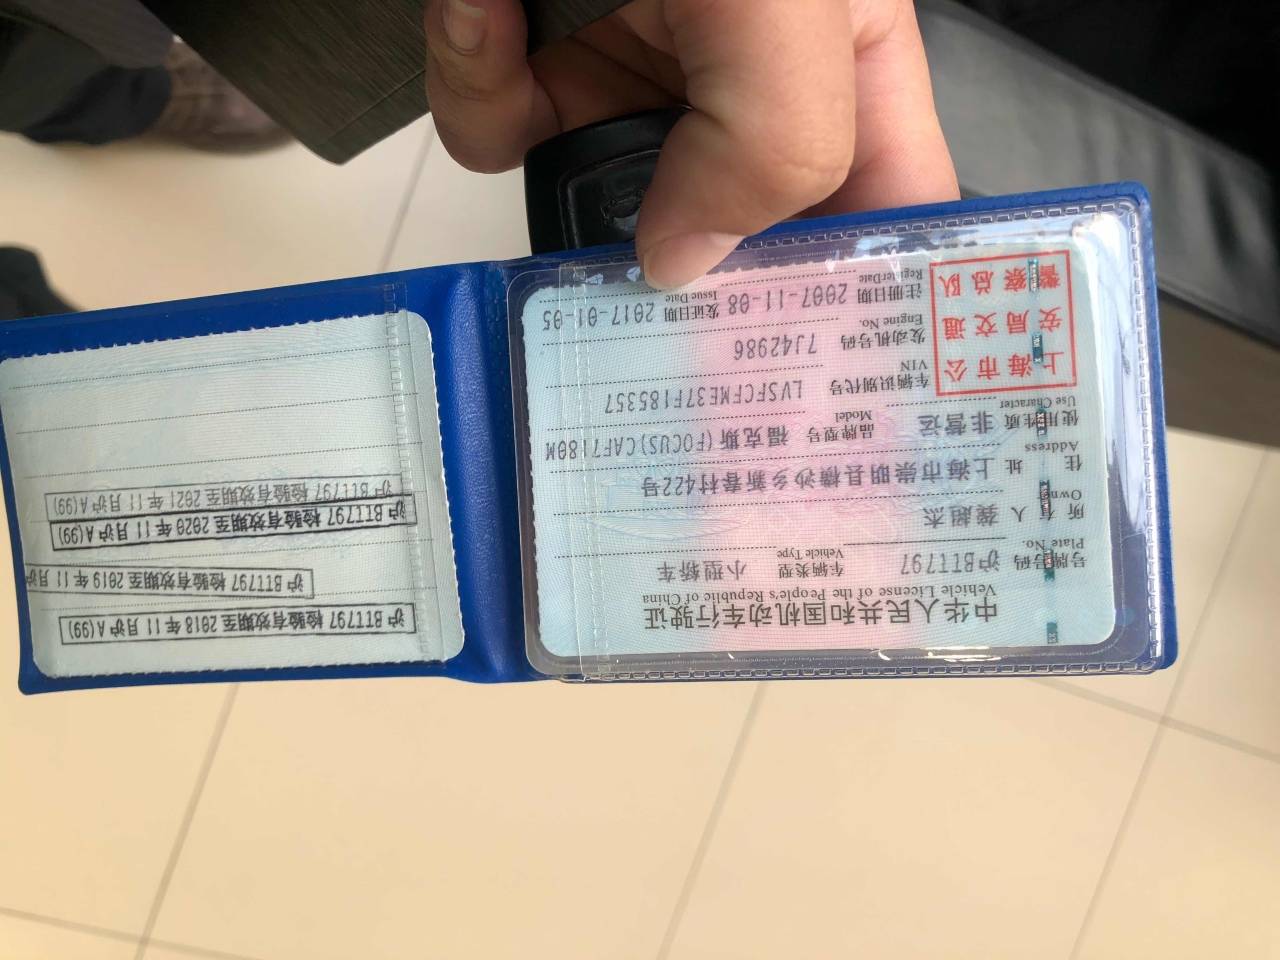 中华人民共和国机动车行驶证
Vehicle License of the People's Republic of China
号牌号码 沪BTT797 车辆类型 小型轿车
Plate No. Vehicle Type
所有人 龚超杰
Owner
住址 上海市崇明县横沙乡新春村422号
Address
使用性质 非营运 品牌型号 福克斯(FOCUS)CAF7180M
Use Character Model
上海市公
安局交通
警察总队
车辆识别代号 LVSFCFME37F185357
VIN
发动机号码 7J42986
Engine No.
注册日期 2007-11-08 发证日期 2017-01-05
Register Date Issue Date
沪BTT797 检验有效期至2018年11月沪A(99)
沪BTT797 检验有效期至2019年11月沪
沪BTT797 检验有效期至2020年11月沪A(99)
沪BTT797 检验有效期至2021年11月沪A(99)